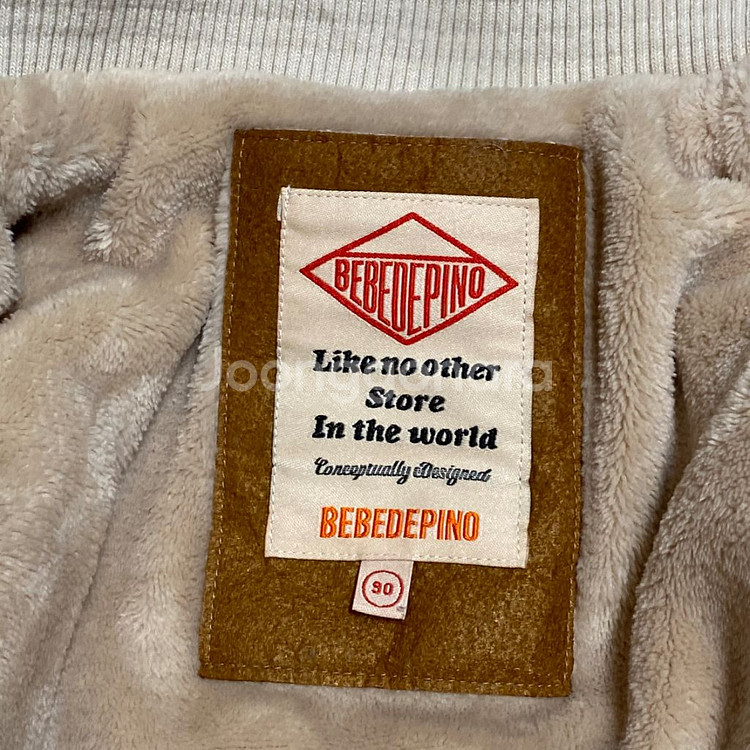 BEBEDEPINO
Like no other
Store
In the world
Conceptually Designed
BEBEDEPINO
90